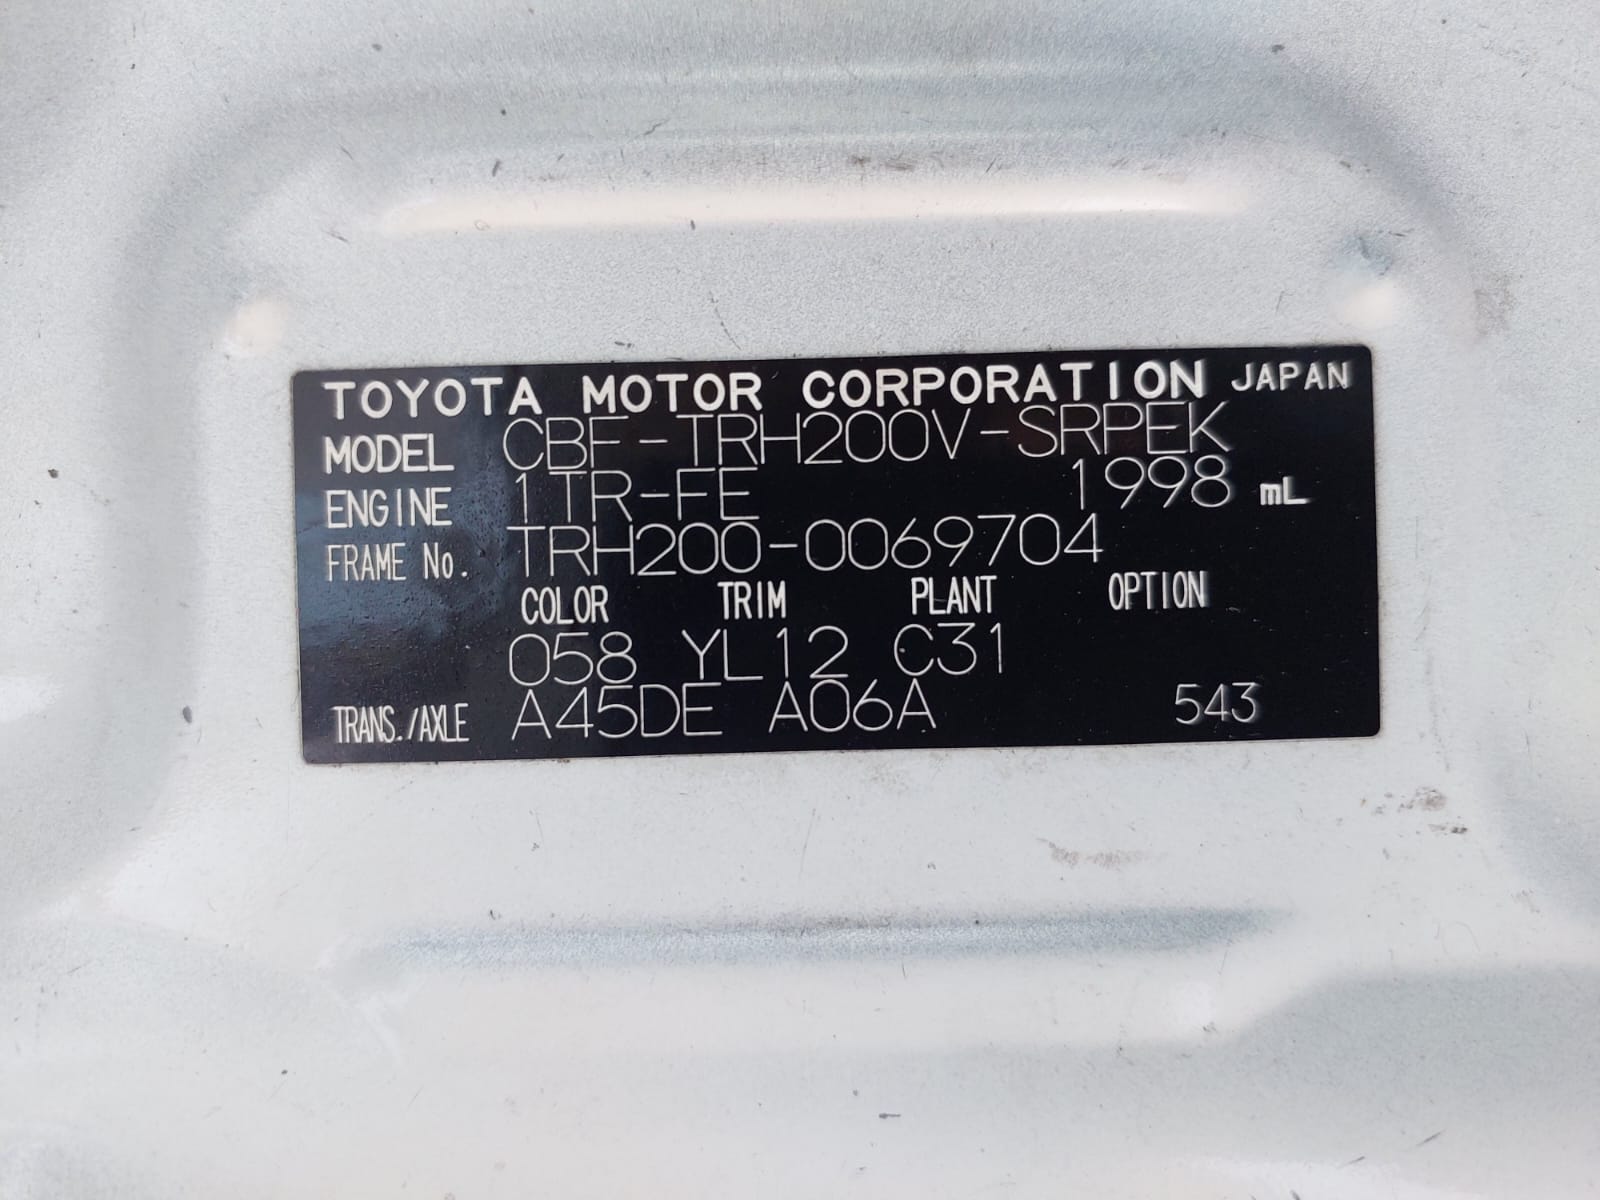 TOYOTA MOTOR CORPORATION JAPAN
MODEL CBF-TRH200V-SRPEK
ENGINE 1TR-FE 1998 mL
FRAME No. TRH200-0069704
COLOR TRIM PLANT OPTION
058 YL12 C31
TRANS./AXLE A45DE A06A 543